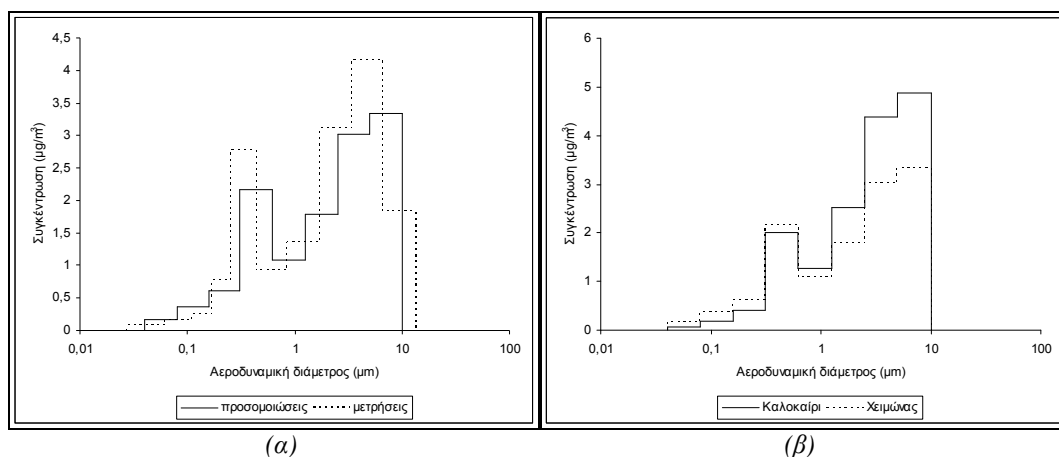 4,5
4
3,5
3
2,5
2
1,5
1
0,5
0
Συγκέντρωση (μg/m³)
0,01 0,1 1 10 100
Αεροδυναμική διάμετρος (μm)
προσομοιώσεις μετρήσεις
(α)
6
5
4
3
2
1
0
Συγκέντρωση (μg/m³)
0,01 0,1 1 10 100
Αεροδυναμική διάμετρος (μm)
Καλοκαίρι Χειμώνας
(β)